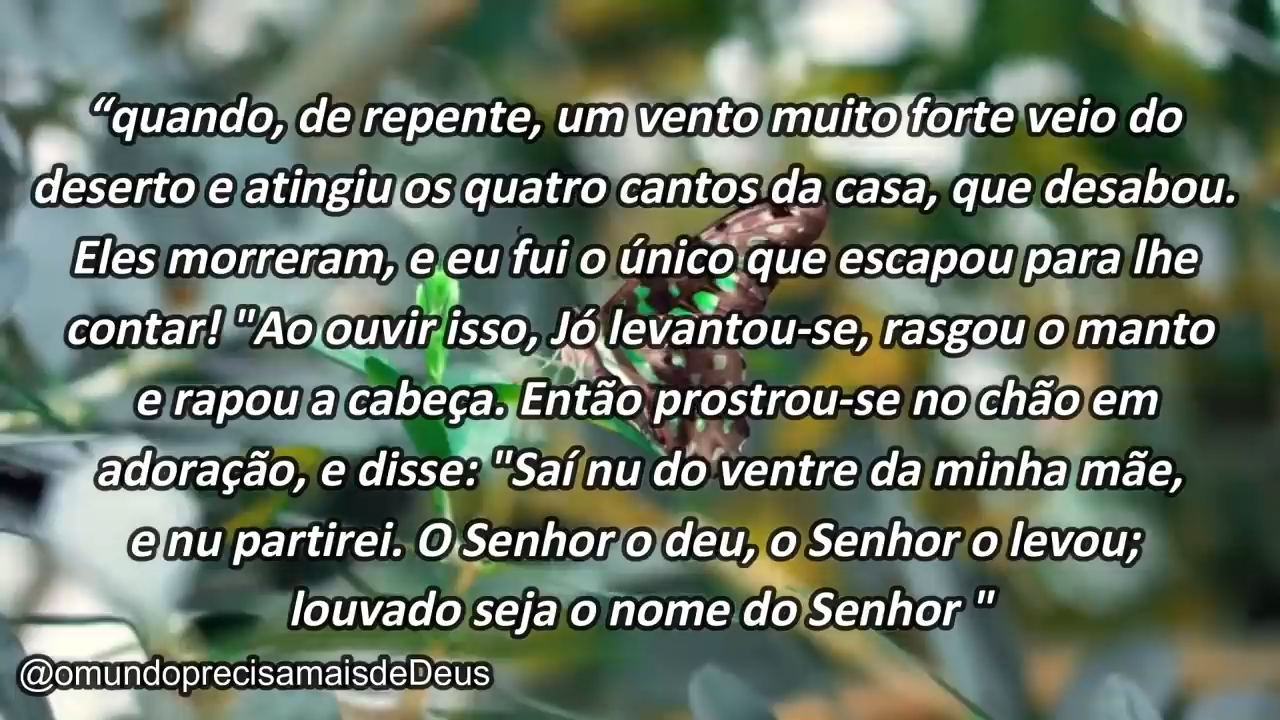 “quando, de repente, um vento muito forte veio do
deserto e atingiu os quatro cantos da casa, que desabou.
Eles morreram, e eu fui o único que escapou para lhe
contar! "Ao ouvir isso, Jó levantou-se, rasgou o manto
e rapou a cabeça. Então prostrou-se no chão em
adoração, e disse: "Saí nu do ventre da minha mãe,
e nu partirei. O Senhor o deu, o Senhor o levou;
louvado seja o nome do Senhor "
@omundoprecisamaisdeDeus